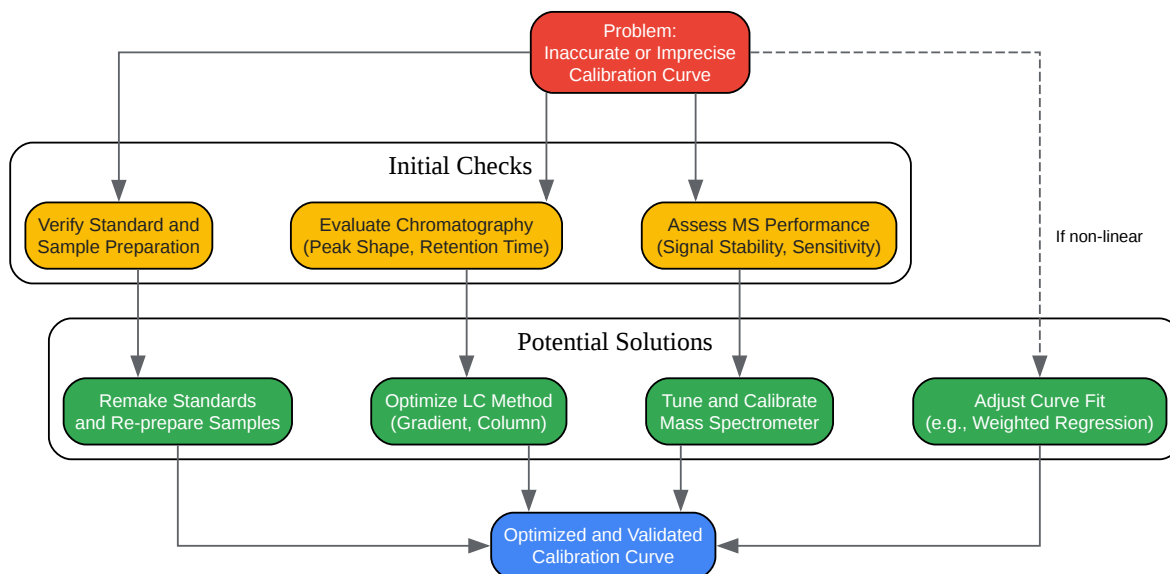 Problem:
Inaccurate or Imprecise
Calibration Curve
Initial Checks
Verify Standard and
Sample Preparation
Evaluate Chromatography
(Peak Shape, Retention Time)
Assess MS Performance
(Signal Stability, Sensitivity)
If non-linear
Potential Solutions
Remake Standards
and Re-prepare Samples
Optimize LC Method
(Gradient, Column)
Tune and Calibrate
Mass Spectrometer
Adjust Curve Fit
(e.g., Weighted Regression)
Optimized and Validated
Calibration Curve